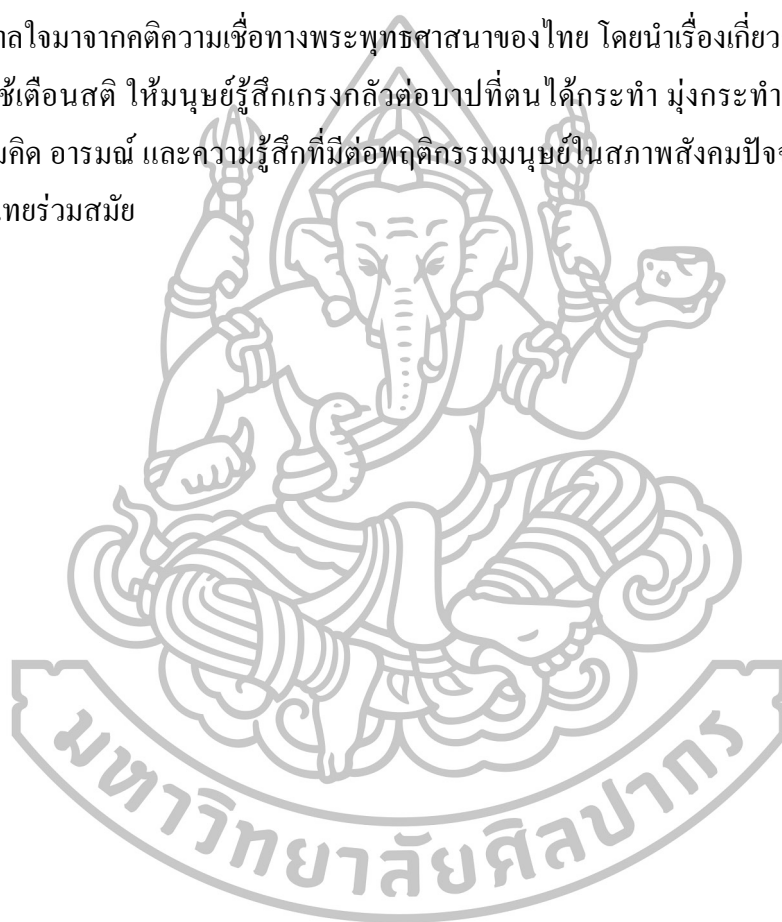 าลใจมาจากคติความเชื่อทางพระพุทธศาสนาของไทย โดยนำเรื่องเกี่ยว
ช้เตือนสติ ให้มนุษย์รู้สึกเกรงกลัวต่อบาปที่ตนได้กระทำ มุ่งกระทำ
มคิด อารมณ์ และความรู้สึกที่มีต่อพฤติกรรมมนุษย์ในสภาพสังคมปัจ
ทยร่วมสมัย
มหาวิทยาลัยศิลปากร